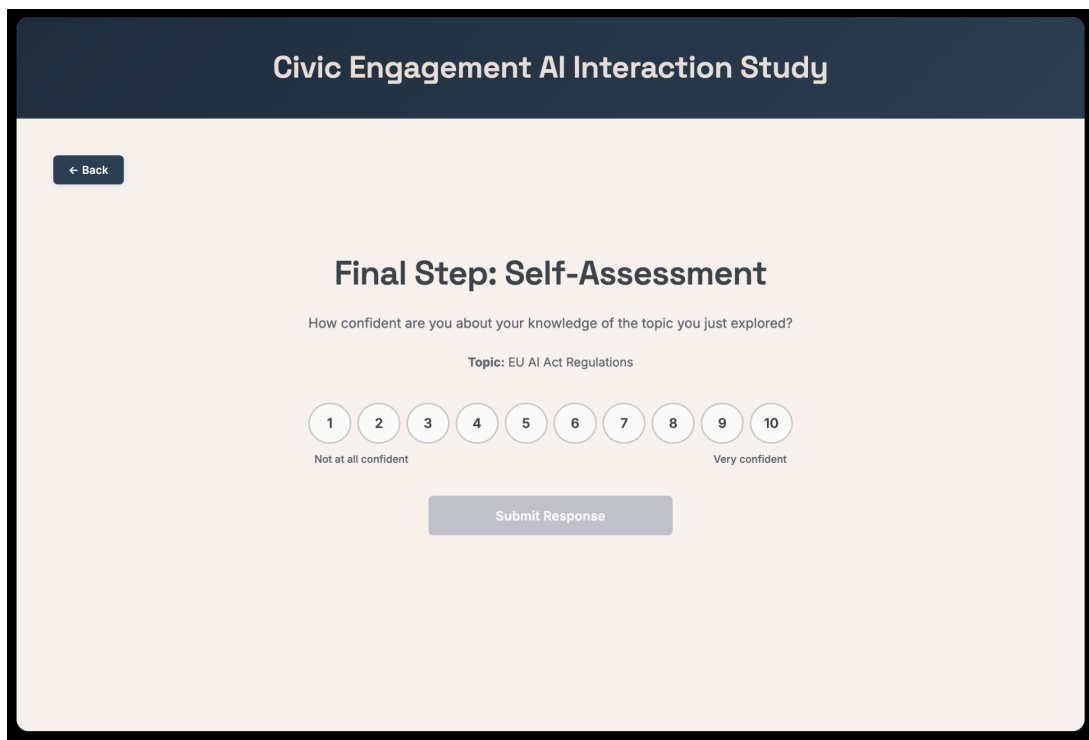 Civic Engagement AI Interaction Study
← Back
Final Step: Self-Assessment
How confident are you about your knowledge of the topic you just explored?
Topic: EU AI Act Regulations
1 2 3 4 5 6 7 8 9 10
Not at all confident Very confident
Submit Response